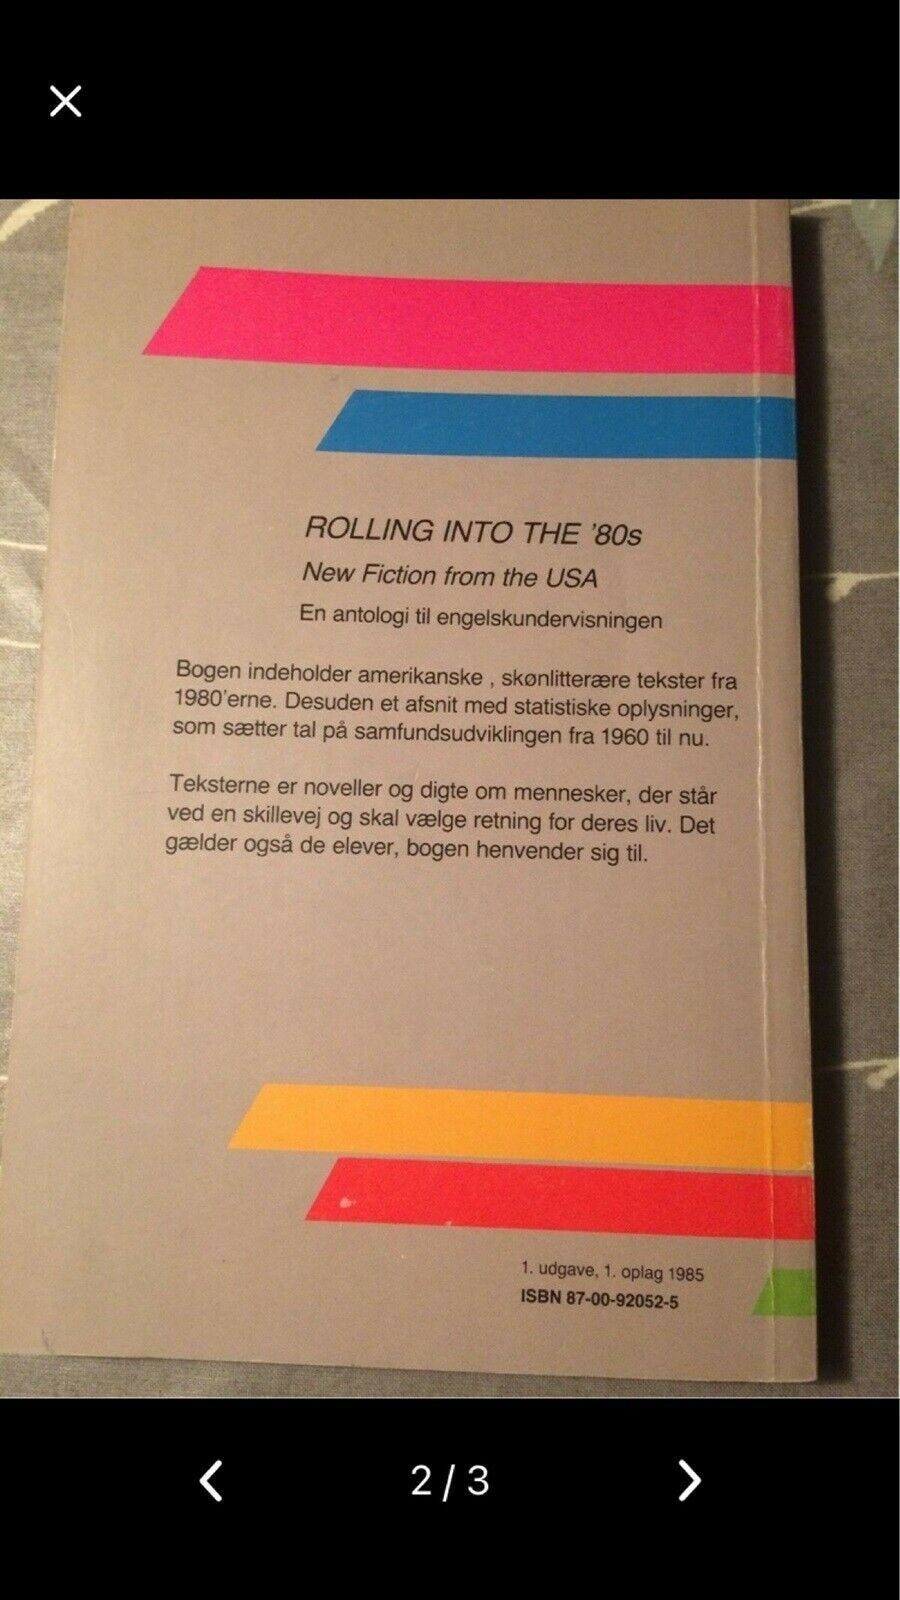 ROLLING INTO THE '80s
New Fiction from the USA
En antologi til engelskundervisningen
Bogen indeholder amerikanske , skønlitterære tekster fra
1980'erne. Desuden et afsnit med statistiske oplysninger,
som sætter tal på samfundsudviklingen fra 1960 til nu.
Teksterne er noveller og digte om mennesker, der står
ved en skillevej og skal vælge retning for deres liv. Det
gælder også de elever, bogen henvender sig til.
1. udgave, 1. oplag 1985
ISBN 87-00-92052-5
2 / 3